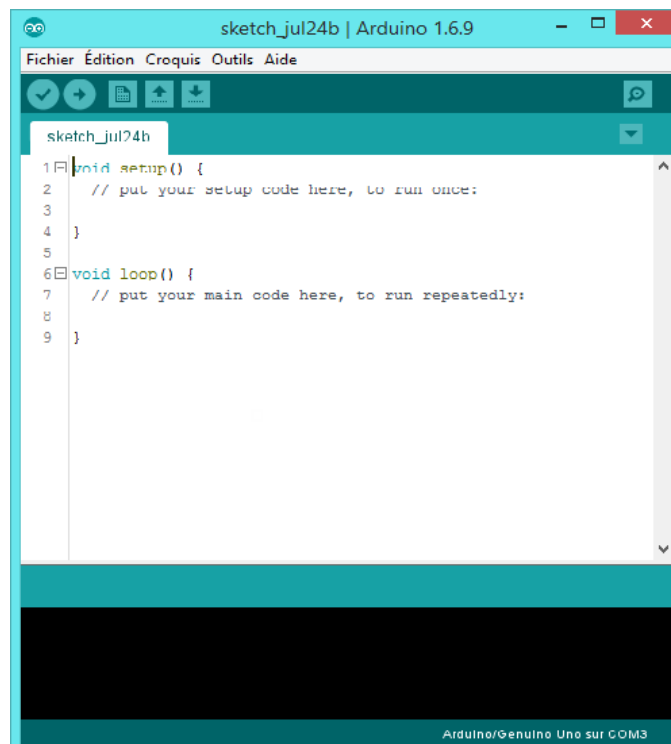 sketch_jul24b | Arduino 1.6.9
Fichier Édition Croquis Outils Aide
sketch_jul24b
1 void setup() {
2 // put your setup code here, to run once:
3
4 }
5
6 void loop() {
7 // put your main code here, to run repeatedly:
8
9 }
Arduino/Genuino Uno sur COM3